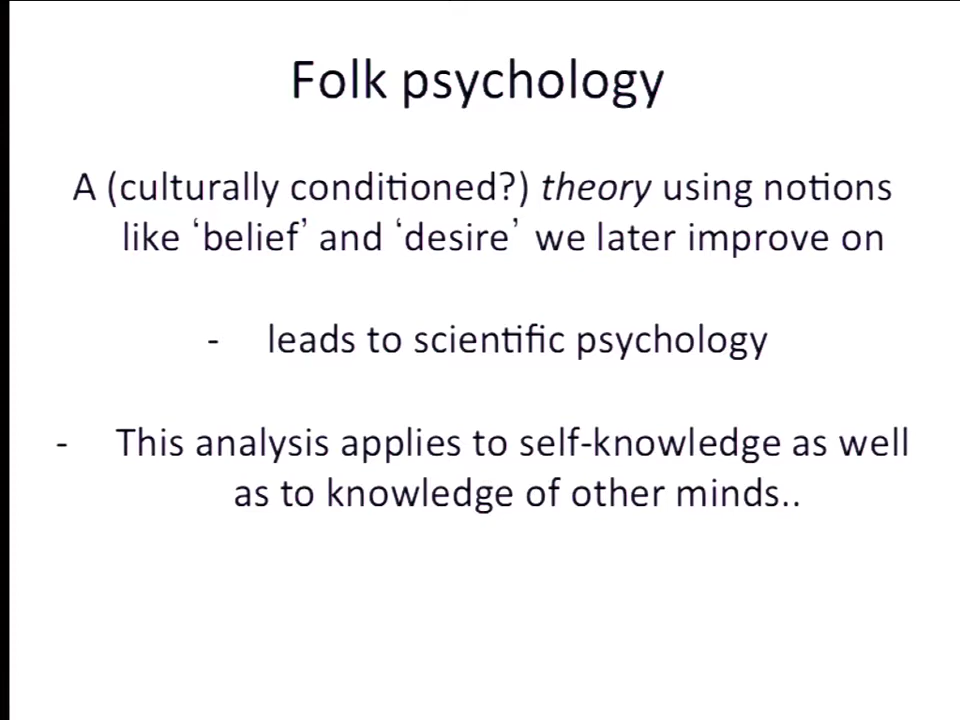 Folk psychology
A (culturally conditioned?) theory using notions
like ‘belief’ and ‘desire’ we later improve on
- leads to scientific psychology
- This analysis applies to self-knowledge as well
as to knowledge of other minds..